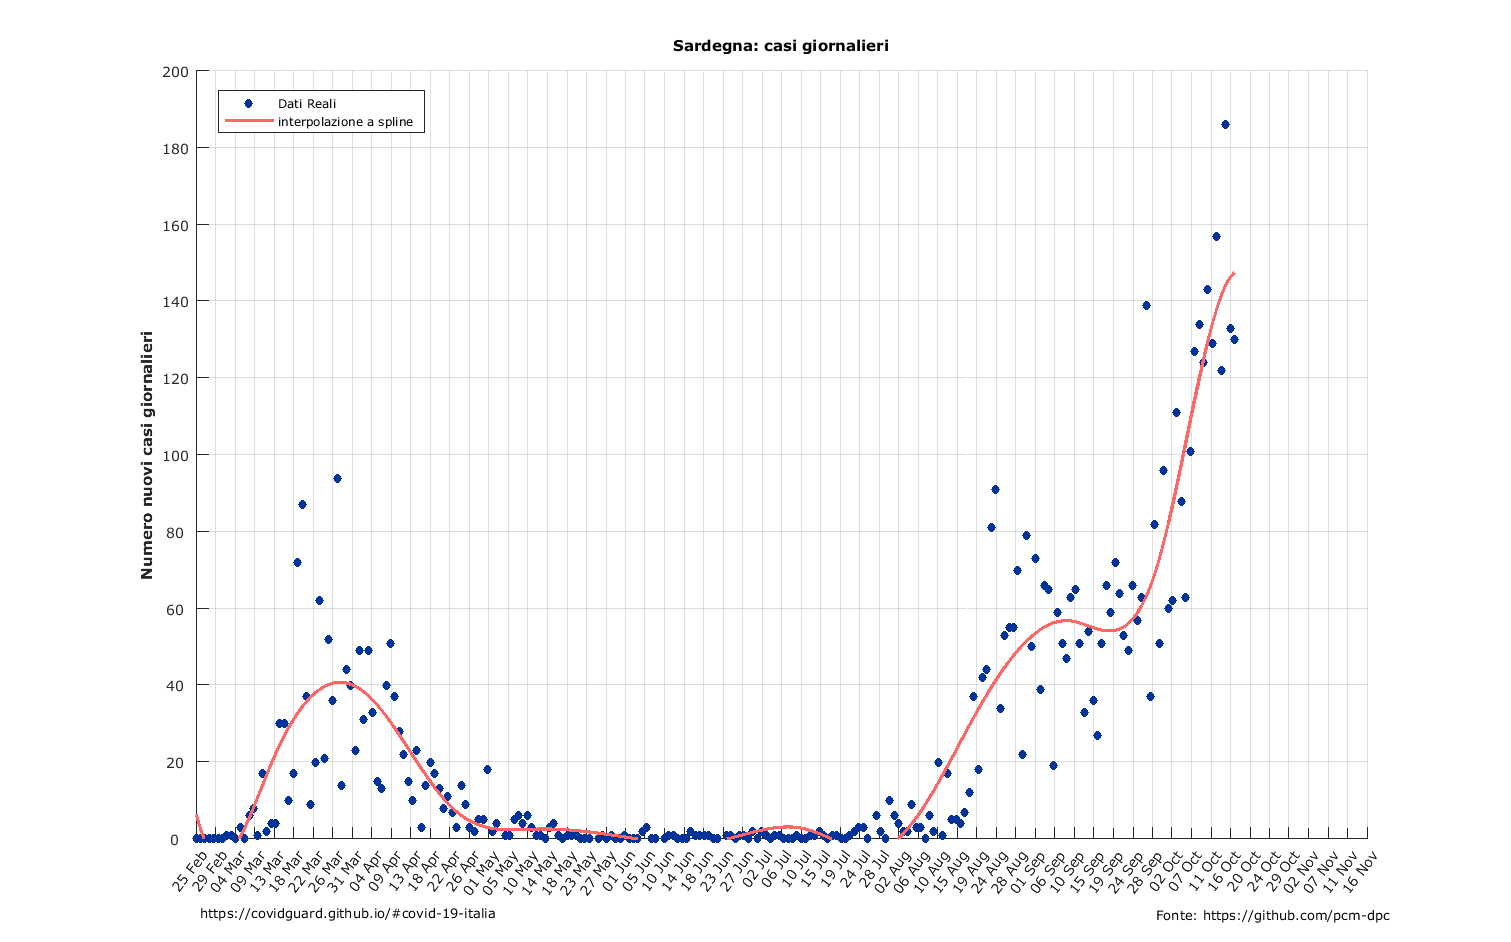 Sardegna: casi giornalieri
Dati Reali
interpolazione a spline
Numero nuovi casi giornalieri
200
180
160
140
120
100
80
60
40
20
0
25 Feb
29 Feb
04 Mar
09 Mar
13 Mar
18 Mar
22 Mar
26 Mar
31 Mar
04 Apr
09 Apr
13 Apr
18 Apr
22 Apr
26 Apr
01 May
05 May
10 May
14 May
18 May
23 May
27 May
01 Jun
05 Jun
10 Jun
14 Jun
18 Jun
23 Jun
27 Jun
02 Jul
06 Jul
10 Jul
15 Jul
19 Jul
24 Jul
28 Jul
02 Aug
06 Aug
10 Aug
15 Aug
19 Aug
24 Aug
28 Aug
01 Sep
06 Sep
10 Sep
15 Sep
19 Sep
24 Sep
28 Sep
02 Oct
07 Oct
11 Oct
16 Oct
20 Oct
24 Oct
29 Oct
02 Nov
07 Nov
11 Nov
16 Nov
https://covidguard.github.io/#covid-19-italia
Fonte: https://github.com/pcm-dpc